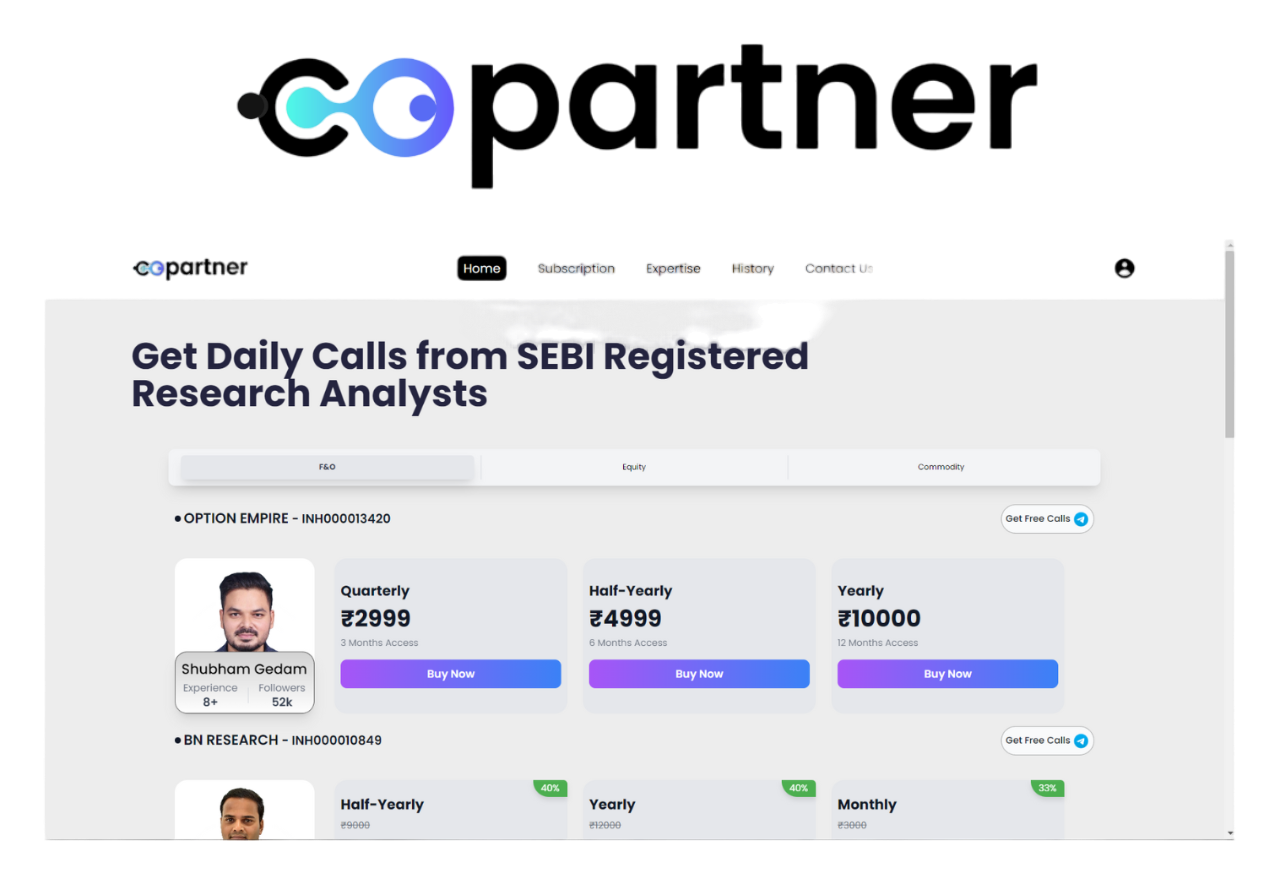 copartner
copartner
Home Subscription Expertise History Contact Us
Get Daily Calls from SEBI Registered
Research Analysts
F&O Equity Commodity
• OPTION EMPIRE - INH000013420
Get Free Calls
Shubham Gedam
Experience Followers
8+ 52k
Quarterly
₹2999
3 Months Access
Buy Now
Half-Yearly
₹4999
6 Months Access
Buy Now
Yearly
₹10000
12 Months Access
Buy Now
• BN RESEARCH - INH000010849
Get Free Calls
40%
Half-Yearly
₹9000
40%
Yearly
₹12000
33%
Monthly
₹3000